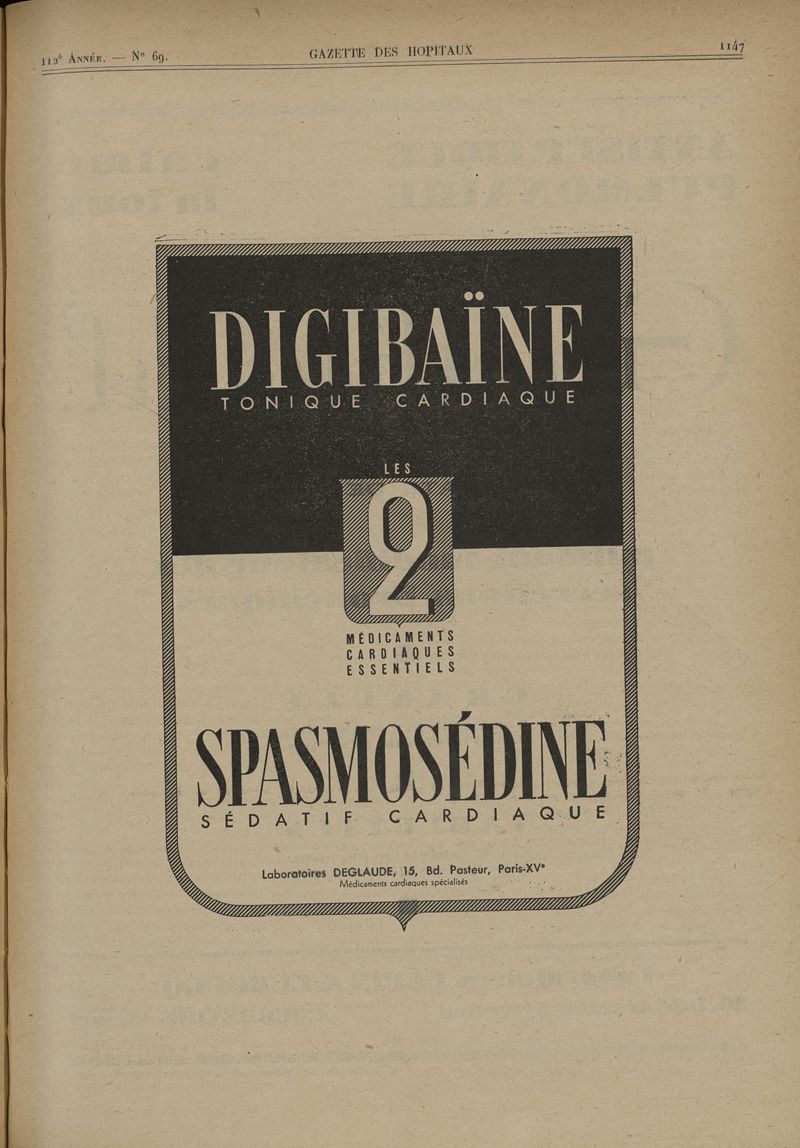 112e ANNÉE. — N° 69.
GAZETTE DES HOPITAUX
1147
DIGIBAÏNE
TONIQUE CARDIAQUE
LES
2
MÉDICAMENTS
CARDIAQUES
ESSENTIELS
SPASMOSÉDINE
SÉDATIF CARDIAQUE
Laboratoires DEGLAUDE, 15, Bd. Pasteur, Paris-XVe
Médicaments cardiaques spécialisés